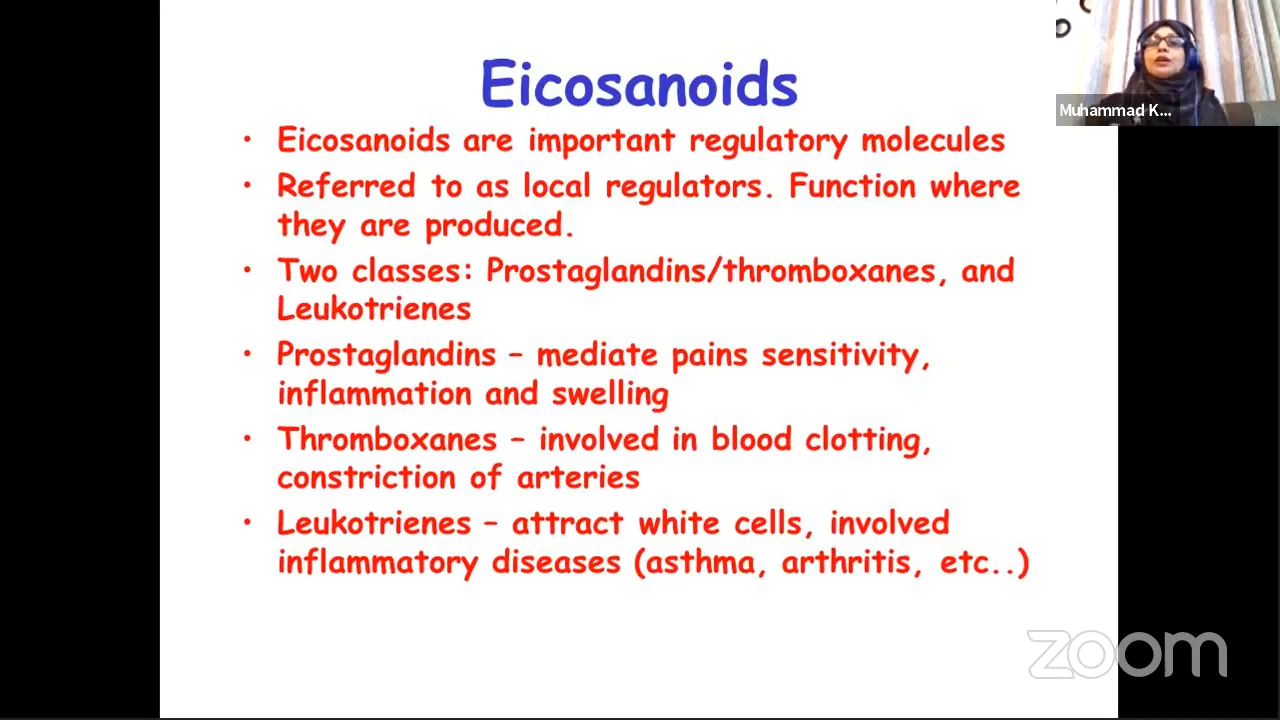 Eicosanoids
• Eicosanoids are important regulatory molecules
• Referred to as local regulators. Function where
they are produced.
• Two classes: Prostaglandins/thromboxanes, and
Leukotrienes
• Prostaglandins – mediate pains sensitivity,
inflammation and swelling
• Thromboxanes – involved in blood clotting,
constriction of arteries
• Leukotrienes – attract white cells, involved
inflammatory diseases (asthma, arthritis, etc..)
Muhammad K...
zoom